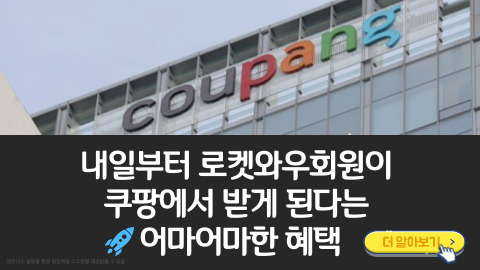 coupang
내일부터 로켓와우회원이
쿠팡에서 받게 된다는
어마어마한 혜택
더 알아보기 >